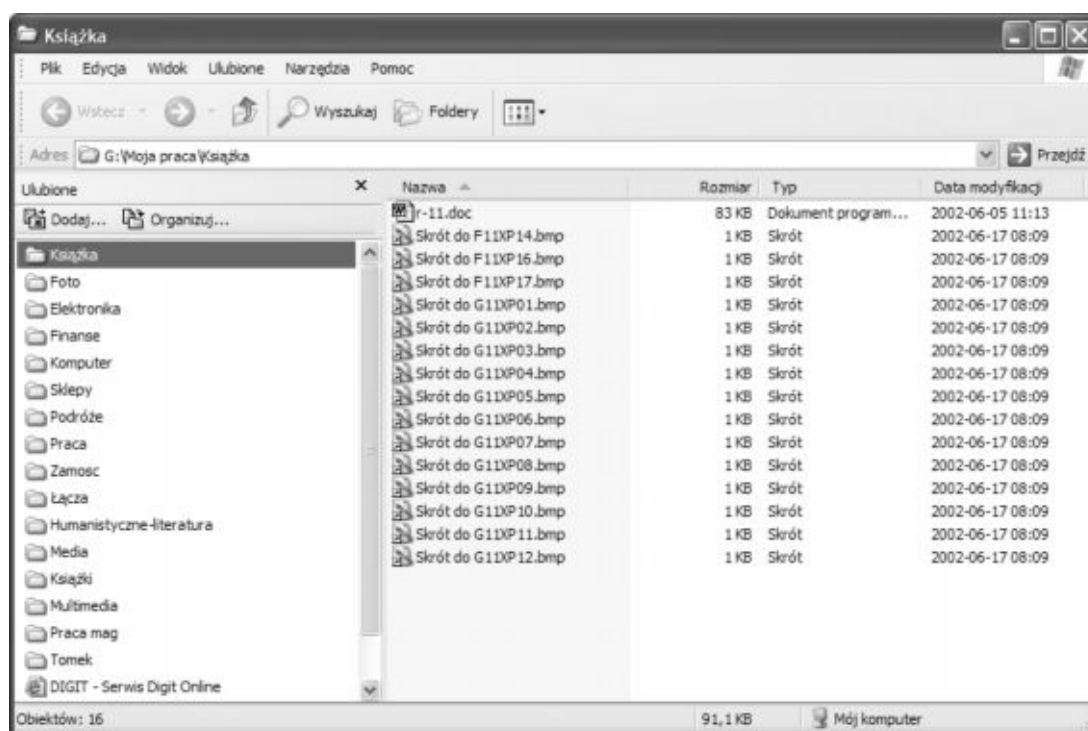 Książka
Plik Edycja Widok Ulubione Narzędzia Pomoc
Wstecz Wyszukaj Foldery
Adres G:\Moja praca\Książka Przejdź
Ulubione
Dodaj... Organizuj...
Książka
Foto
Elektronika
Finanse
Komputer
Sklepy
Podróże
Praca
Zamosc
Łącza
Humanistyczne-literatura
Media
Książki
Multimedia
Praca mag
Tomek
DIGIT - Serwis Digit Online
Nazwa Rozmiar Typ Data modyfikacji
r-11.doc 83 KB Dokument program... 2002-06-05 11:13
Skrót do F11XP14.bmp 1 KB Skrót 2002-06-17 08:09
Skrót do F11XP16.bmp 1 KB Skrót 2002-06-17 08:09
Skrót do F11XP17.bmp 1 KB Skrót 2002-06-17 08:09
Skrót do G11XP01.bmp 1 KB Skrót 2002-06-17 08:09
Skrót do G11XP02.bmp 1 KB Skrót 2002-06-17 08:09
Skrót do G11XP03.bmp 1 KB Skrót 2002-06-17 08:09
Skrót do G11XP04.bmp 1 KB Skrót 2002-06-17 08:09
Skrót do G11XP05.bmp 1 KB Skrót 2002-06-17 08:09
Skrót do G11XP06.bmp 1 KB Skrót 2002-06-17 08:09
Skrót do G11XP07.bmp 1 KB Skrót 2002-06-17 08:09
Skrót do G11XP08.bmp 1 KB Skrót 2002-06-17 08:09
Skrót do G11XP09.bmp 1 KB Skrót 2002-06-17 08:09
Skrót do G11XP10.bmp 1 KB Skrót 2002-06-17 08:09
Skrót do G11XP11.bmp 1 KB Skrót 2002-06-17 08:09
Skrót do G11XP12.bmp 1 KB Skrót 2002-06-17 08:09
Obiektów: 16 91,1 KB Mój komputer